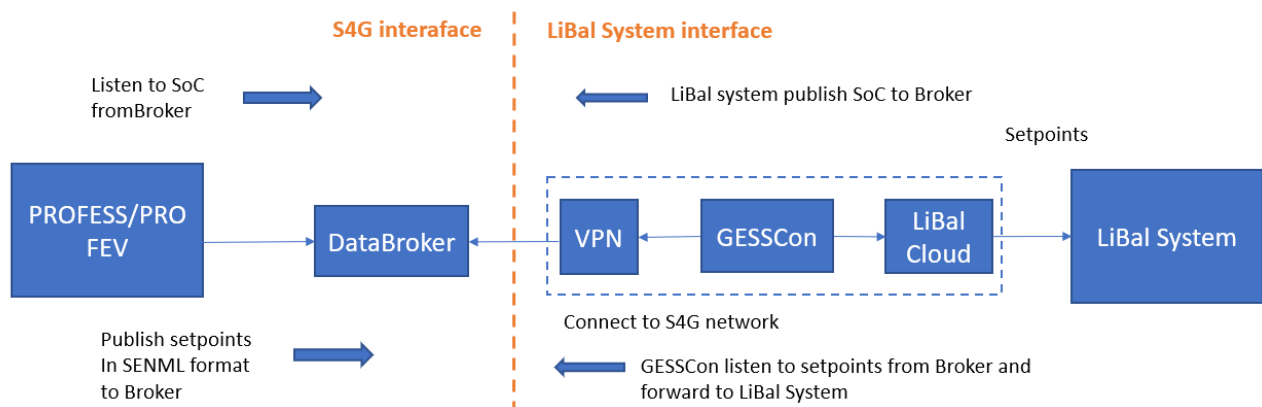 S4G interaface
LiBal System interface
Listen to SoC
fromBroker
LiBal system publish SoC to Broker
Setpoints
PROFESS/PRO
FEV
DataBroker
VPN
GESSCon
LiBal
Cloud
LiBal System
Connect to S4G network
Publish setpoints
In SENML format
to Broker
GESSCon listen to setpoints from Broker and
forward to LiBal System